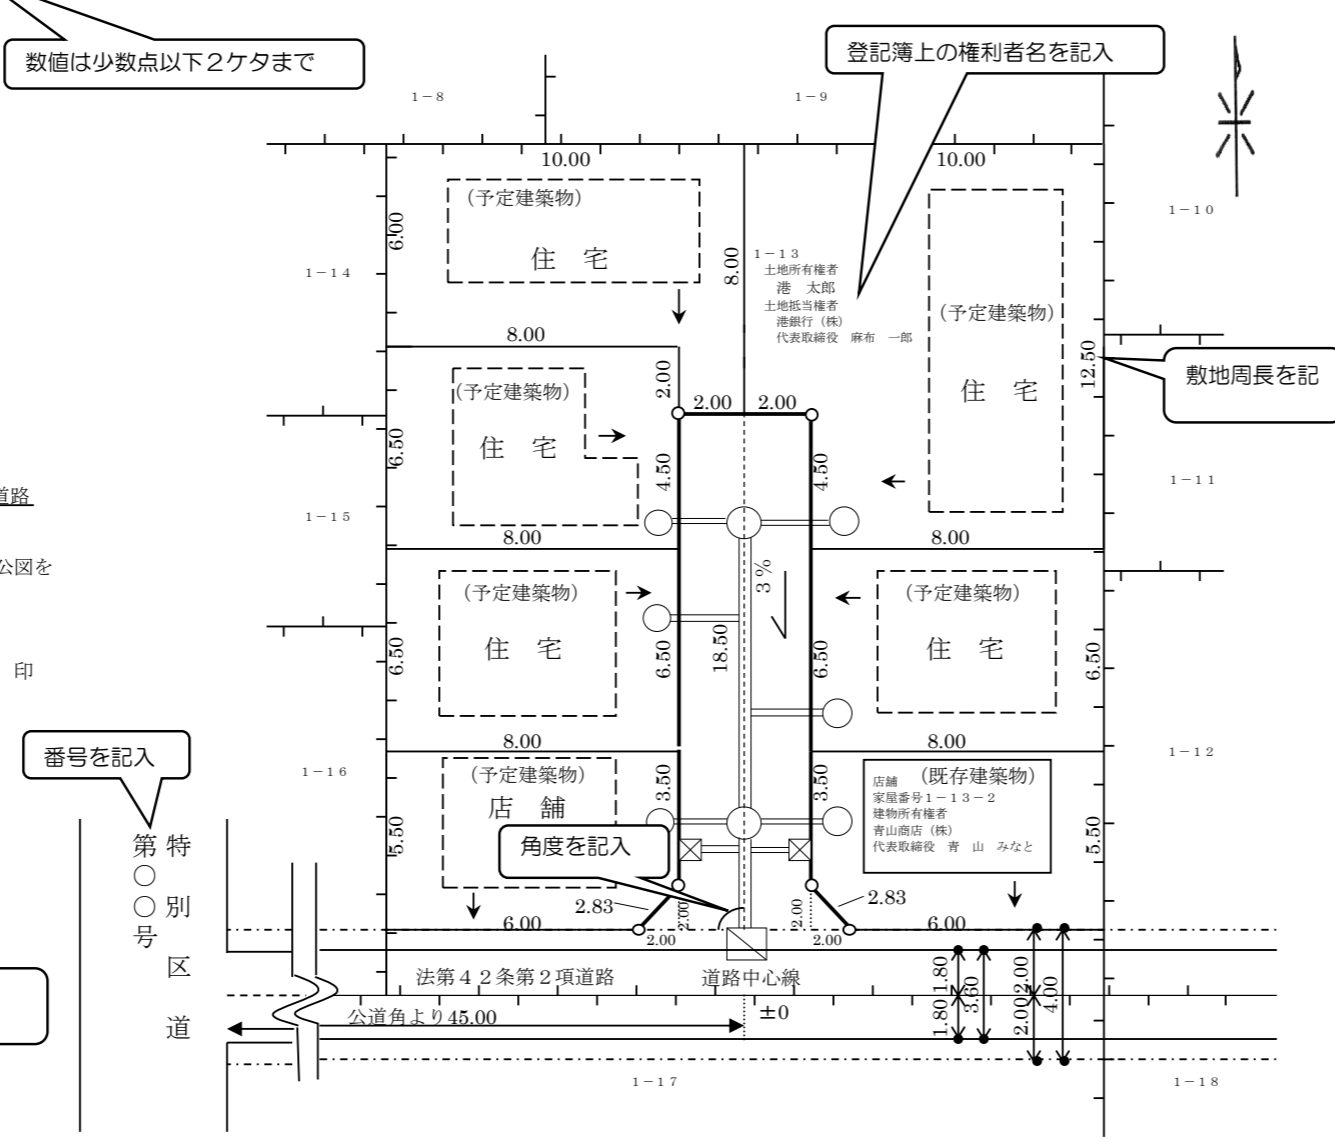 数値は少数点以下２ケタまで
登記簿上の権利者名を記入
１－８
１－９
10.00
10.00
（予定建築物）
住　宅
6.00
8.00
１－１０
１－１４
１－１３
土地所有権者
港　太郎
土地抵当権者
港銀行（株）
代表取締役　麻布　一郎
（予定建築物）
住　宅
12.50
敷地周長を記
8.00
2.00
2.00
2.00
（予定建築物）
住　宅
6.50
4.50
4.50
１－１１
道路
１－１５
公図を
8.00
8.00
3％
（予定建築物）
住　宅
（予定建築物）
住　宅
6.50
6.50
18.50
6.50
6.50
印
番号を記入
8.00
8.00
１－１６
１－１２
（予定建築物）
店　舗
3.50
3.50
（既存建築物）
店舗
家屋番号１－１３－２
建物所有権者
青山商店（株）
代表取締役　青　山　みなと
5.50
5.50
角度を記入
特別区道
第〇〇号
2.83
2.00
2.00
2.83
6.00
2.00
2.00
6.00
法第４２条第２項道路
道路中心線
1.80
1.80
3.60
2.00
2.00
4.00
公道角より45.00
±0
１－１７
１－１８